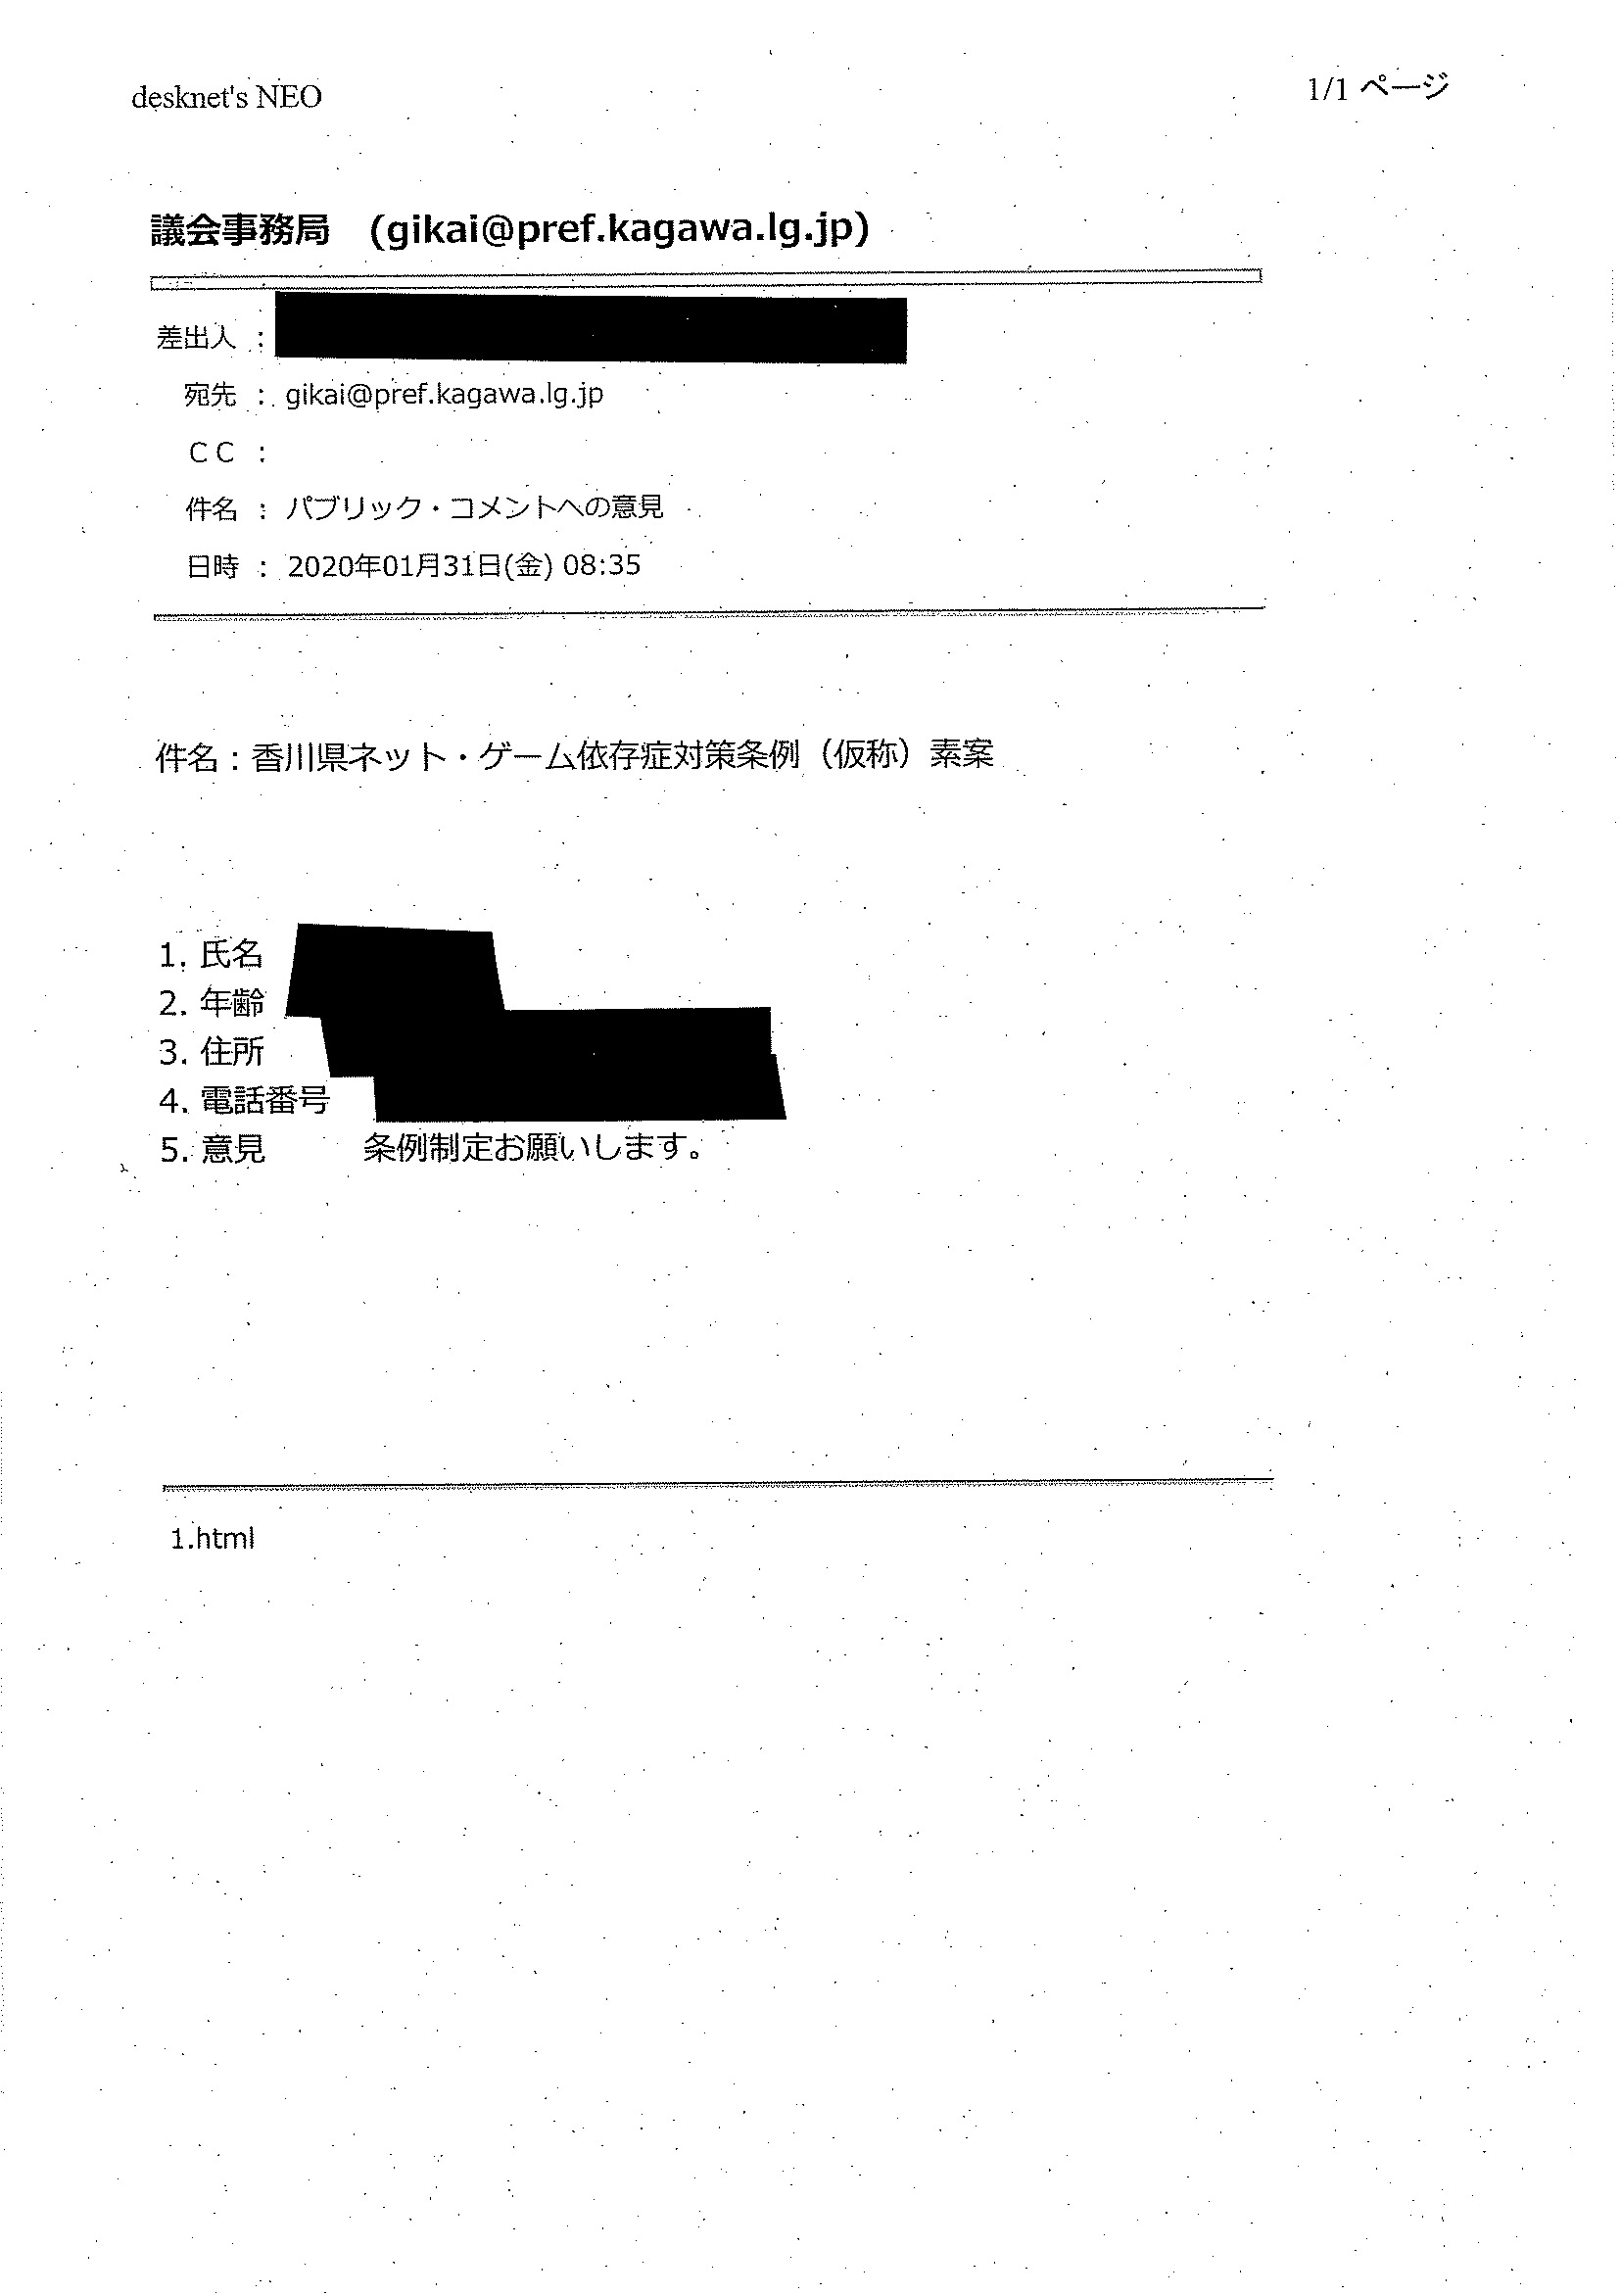 desknet's NEO
1/1 ページ
議会事務局 (gikai@pref.kagawa.lg.jp)
差出人 :
宛先 : gikai@pref.kagawa.lg.jp
CC :
件名 : パブリック・コメントへの意見
日時 : 2020年01月31日(金) 08:35
件名:香川県ネット・ゲーム依存症対策条例(仮称)素案
1. 氏名
2. 年齢
3. 住所
4. 電話番号
5. 意見 条例制定お願いします。
1.html